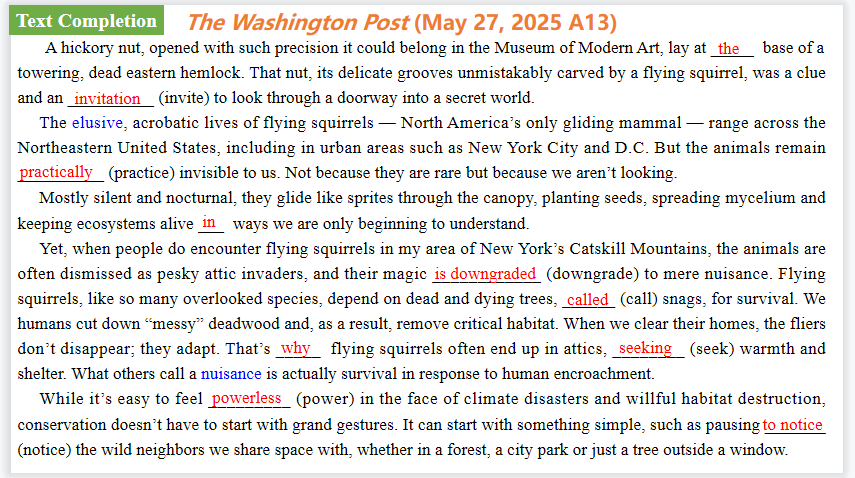 Text Completion
The Washington Post (May 27, 2025 A13)
A hickory nut, opened with such precision it could belong in the Museum of Modern Art, lay at the base of a
towering, dead eastern hemlock. That nut, its delicate grooves unmistakably carved by a flying squirrel, was a clue
and an invitation (invite) to look through a doorway into a secret world.
The elusive, acrobatic lives of flying squirrels — North America’s only gliding mammal — range across the
Northeastern United States, including in urban areas such as New York City and D.C. But the animals remain
practically (practice) invisible to us. Not because they are rare but because we aren’t looking.
Mostly silent and nocturnal, they glide like sprites through the canopy, planting seeds, spreading mycelium and
keeping ecosystems alive in ways we are only beginning to understand.
Yet, when people do encounter flying squirrels in my area of New York’s Catskill Mountains, the animals are
often dismissed as pesky attic invaders, and their magic is downgraded (downgrade) to mere nuisance. Flying
squirrels, like so many overlooked species, depend on dead and dying trees, called (call) snags, for survival. We
humans cut down “messy” deadwood and, as a result, remove critical habitat. When we clear their homes, the fliers
don’t disappear; they adapt. That’s why flying squirrels often end up in attics, seeking (seek) warmth and
shelter. What others call a nuisance is actually survival in response to human encroachment.
While it’s easy to feel powerless (power) in the face of climate disasters and willful habitat destruction,
conservation doesn’t have to start with grand gestures. It can start with something simple, such as pausing to notice
(notice) the wild neighbors we share space with, whether in a forest, a city park or just a tree outside a window.